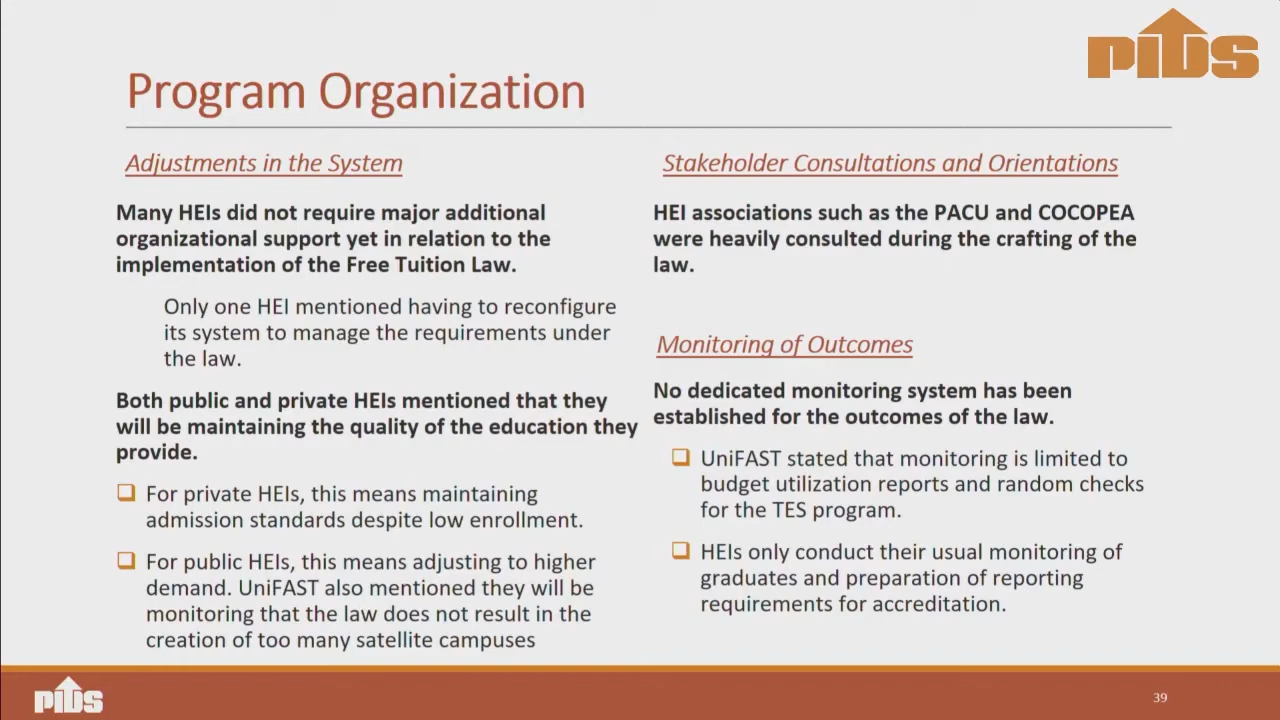 PIDS
Program Organization
Adjustments in the System
Many HEIs did not require major additional
organizational support yet in relation to the
implementation of the Free Tuition Law.
Only one HEI mentioned having to reconfigure
its system to manage the requirements under
the law.
Both public and private HEIs mentioned that they
will be maintaining the quality of the education they
provide.
For private HEIs, this means maintaining
admission standards despite low enrollment.
For public HEIs, this means adjusting to higher
demand. UniFAST also mentioned they will be
monitoring that the law does not result in the
creation of too many satellite campuses
Stakeholder Consultations and Orientations
HEI associations such as the PACU and COCOPEA
were heavily consulted during the crafting of the
law.
Monitoring of Outcomes
No dedicated monitoring system has been
established for the outcomes of the law.
UniFAST stated that monitoring is limited to
budget utilization reports and random checks
for the TES program.
HEIs only conduct their usual monitoring of
graduates and preparation of reporting
requirements for accreditation.
PIDS
39